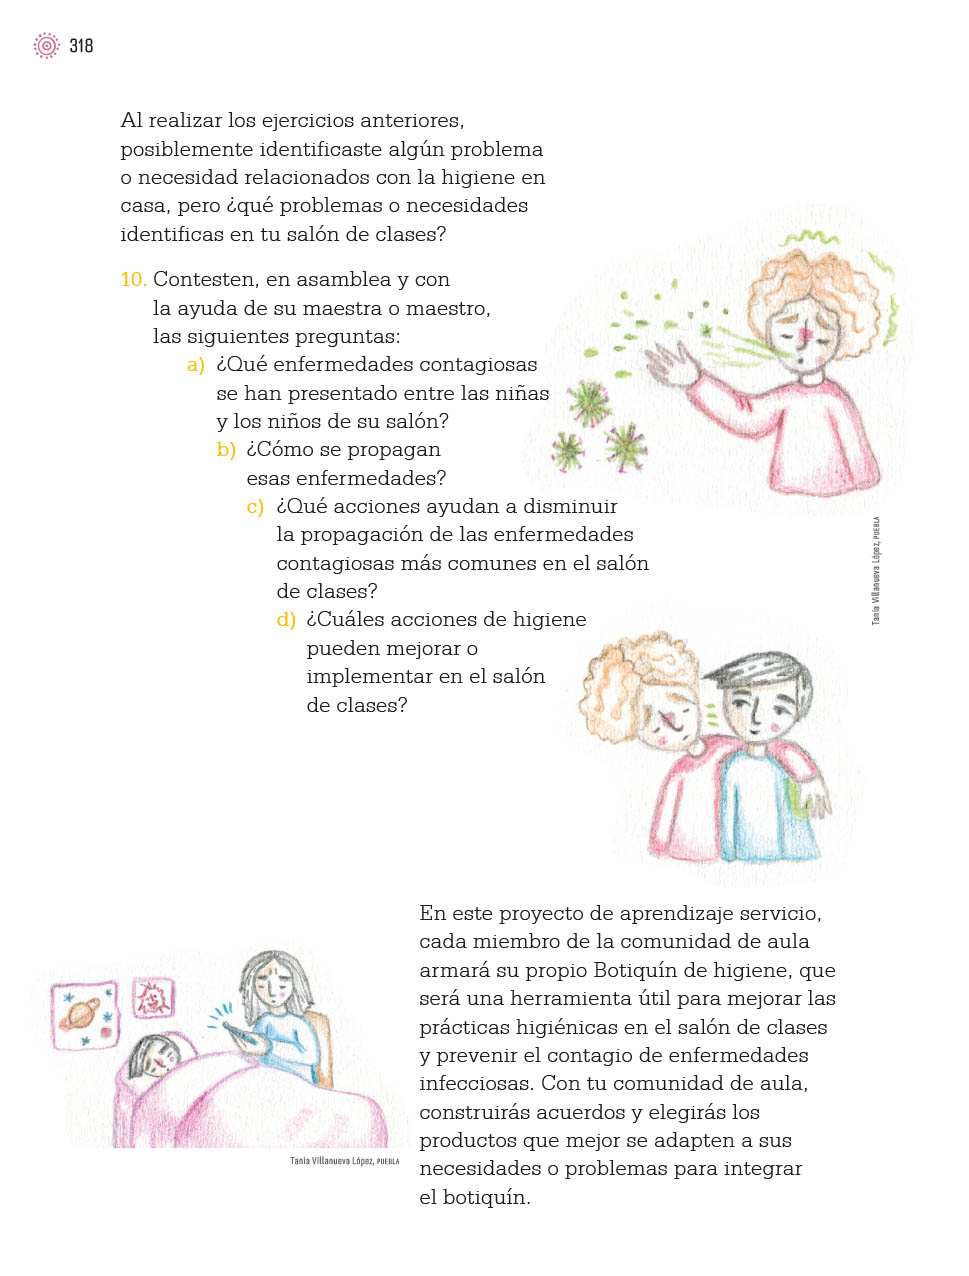 318
Al realizar los ejercicios anteriores,
posiblemente identificaste algún problema
o necesidad relacionados con la higiene en
casa, pero ¿qué problemas o necesidades
identificas en tu salón de clases?
10. Contesten, en asamblea y con
la ayuda de su maestra o maestro,
las siguientes preguntas:
a) ¿Qué enfermedades contagiosas
se han presentado entre las niñas
y los niños de su salón?
b) ¿Cómo se propagan
esas enfermedades?
c) ¿Qué acciones ayudan a disminuir
la propagación de las enfermedades
contagiosas más comunes en el salón
de clases?
d) ¿Cuáles acciones de higiene
pueden mejorar o
implementar en el salón
de clases?
Tania Villanueva López, PUEBLA
En este proyecto de aprendizaje servicio,
cada miembro de la comunidad de aula
armará su propio Botiquín de higiene, que
será una herramienta útil para mejorar las
prácticas higiénicas en el salón de clases
y prevenir el contagio de enfermedades
infecciosas. Con tu comunidad de aula,
construirás acuerdos y elegirás los
productos que mejor se adapten a sus
necesidades o problemas para integrar
el botiquín.
Tania Villanueva López, PUEBLA